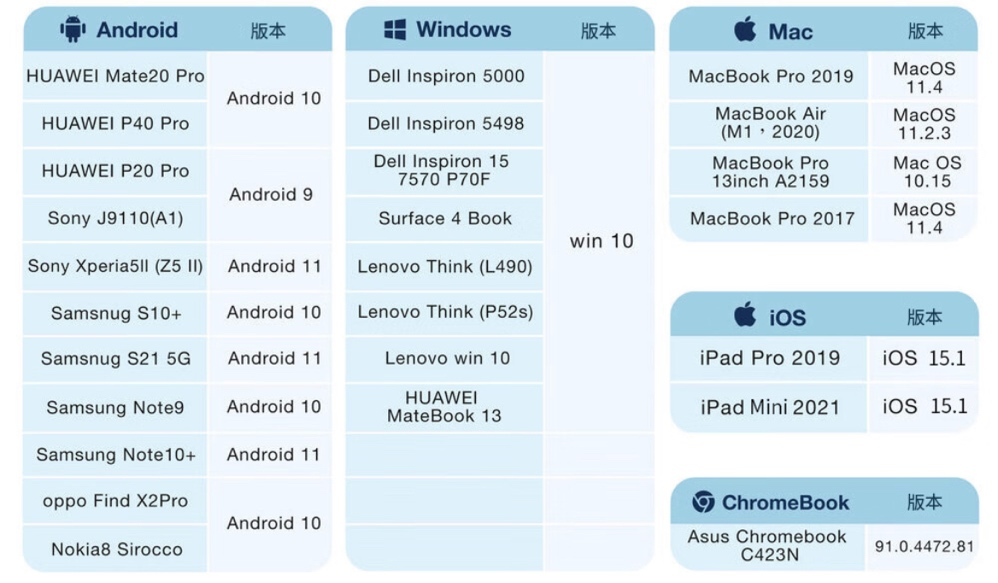 Android 版本
HUAWEI Mate20 Pro
Android 10
HUAWEI P40 Pro
HUAWEI P20 Pro
Android 9
Sony J9110(A1)
Sony Xperia5II (Z5 II) Android 11
Samsnug S10+ Android 10
Samsnug S21 5G Android 11
Samsung Note9 Android 10
Samsung Note10+ Android 11
oppo Find X2Pro
Android 10
Nokia8 Sirocco
Windows 版本
Dell Inspiron 5000
Dell Inspiron 5498
Dell Inspiron 15
7570 P70F
Surface 4 Book
win 10
Lenovo Think (L490)
Lenovo Think (P52s)
Lenovo win 10
HUAWEI
MateBook 13
Mac 版本
MacBook Pro 2019
MacOS
11.4
MacBook Air
(M1，2020)
MacOS
11.2.3
MacBook Pro
13inch A2159
Mac OS
10.15
MacBook Pro 2017
MacOS
11.4
iOS 版本
iPad Pro 2019 iOS 15.1
iPad Mini 2021 iOS 15.1
ChromeBook 版本
Asus Chromebook
C423N
91.0.4472.81